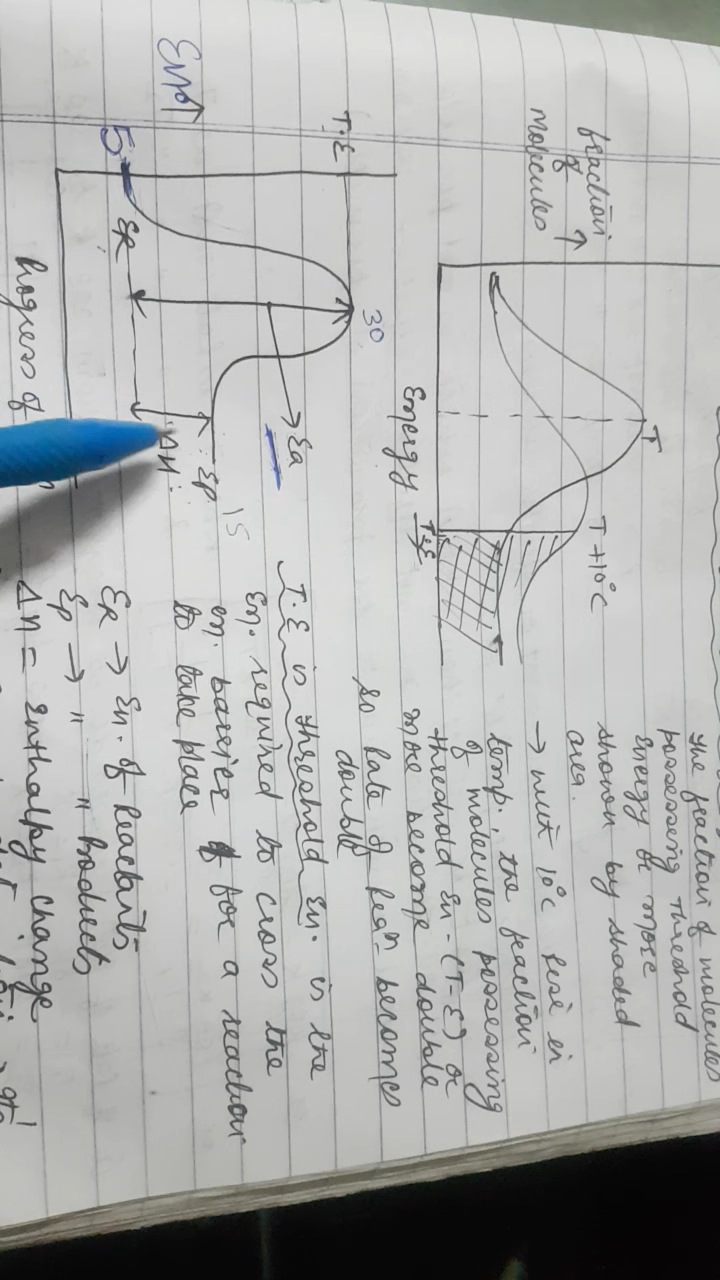 fraction
of
Molecules
T
T+10°C
Energy
T.E
the fraction of molecules
possessing threshold
Energy or more
shown by shaded
area.
→ with 10°C rise in
temp. the fraction
of molecules possessing
threshold En. (T.E) or
more become double
so rate of reacn becomes
double
En↑
T.E
30
5
ER
Ea
Ep
15
ΔH
Progress of
T.E is threshold En. is the
En. required to cross the
en. barrier for a reaction
to take place
ER → En. of Reactants
Ep → " " Products
ΔH = enthalpy change